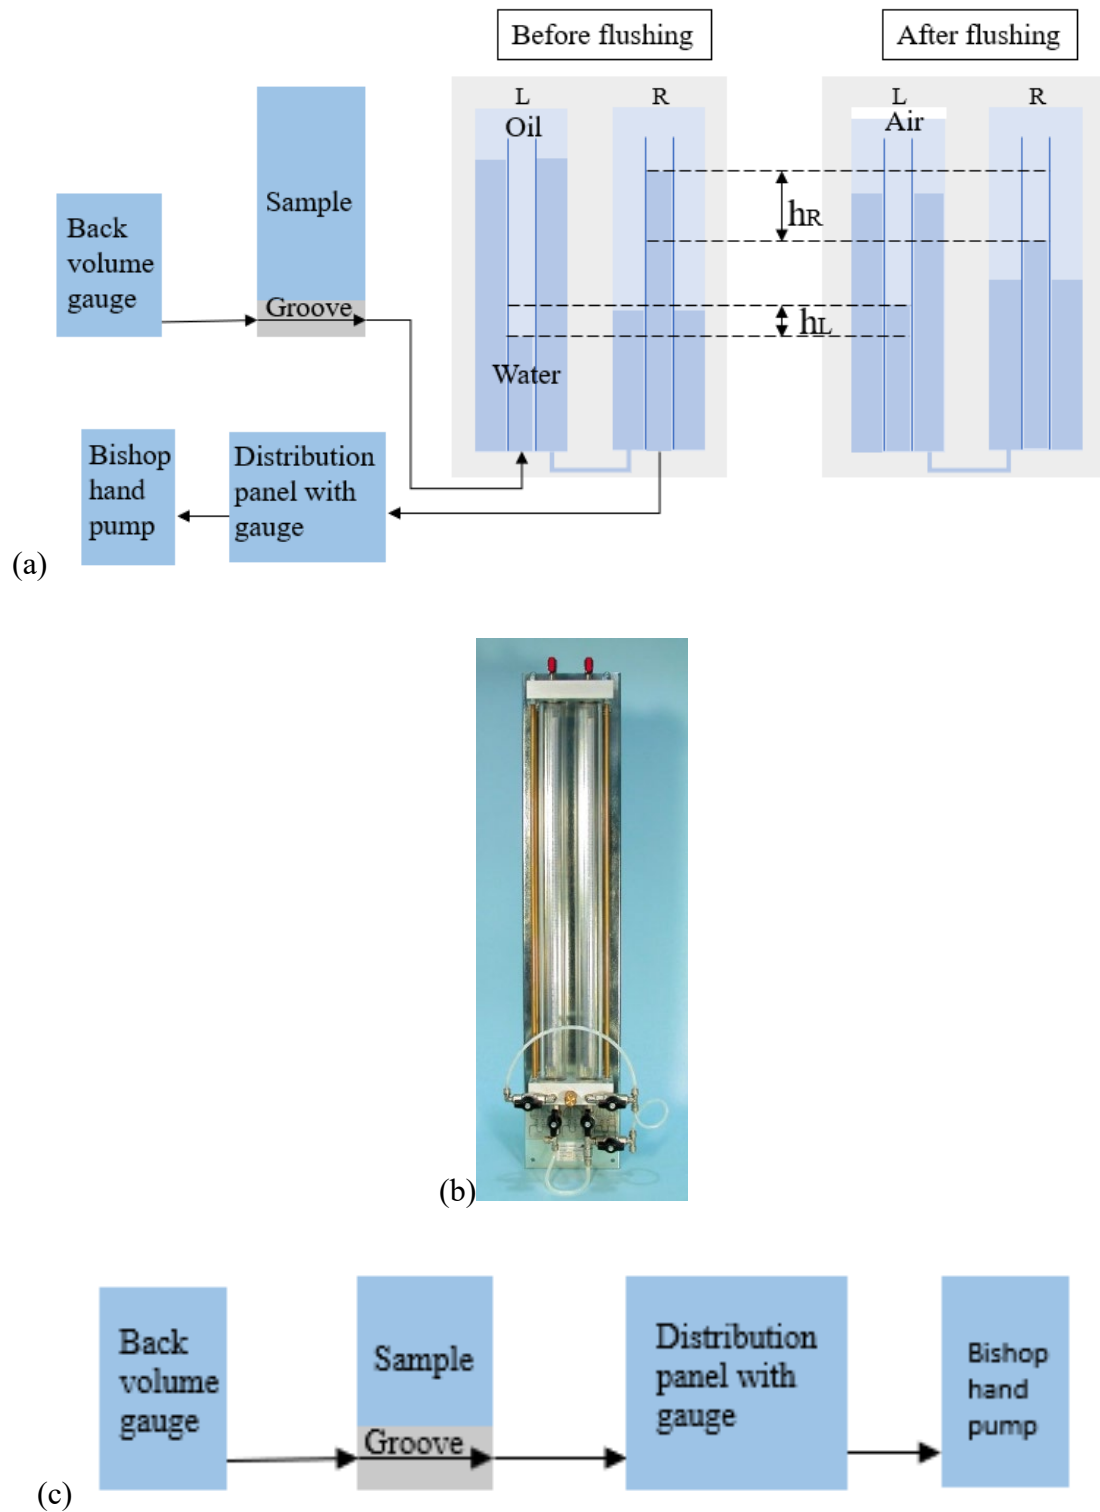 Before flushing
After flushing
L
R
L
R
Oil
Air
Sample
Back
volume
gauge
hR
Groove
hL
Water
Bishop
hand
pump
Distribution
panel with
gauge
(a)
(b)
Back
volume
gauge
Sample
Groove
Distribution
panel with
gauge
Bishop
hand
pump
(c)